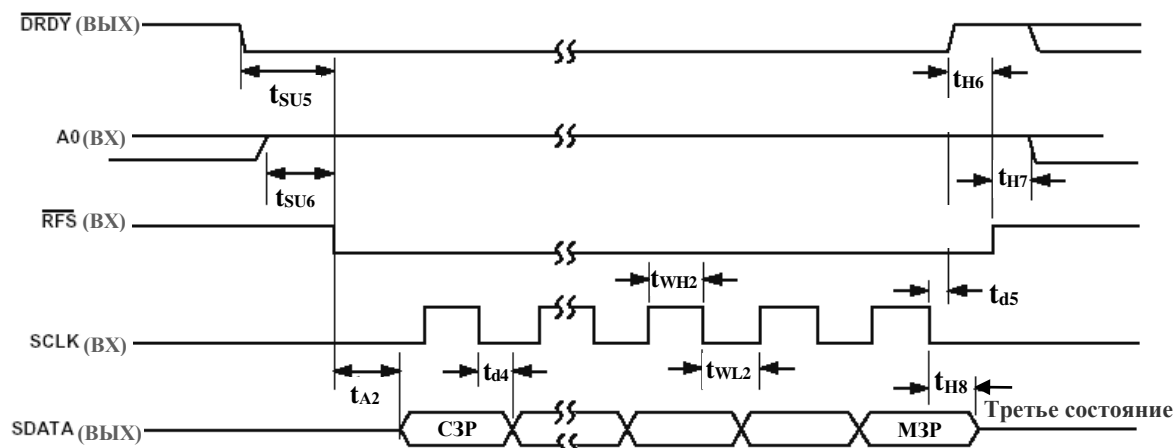 DRDY (ВЫХ)
tSU5
tH6
A0 (ВХ)
tSU6
tH7
RFS (ВХ)
tWH2
td5
SCLK (ВХ)
tA2
td4
tWL2
tH8
Третье состояние
SDATA (ВЫХ)
СЗР
МЗР